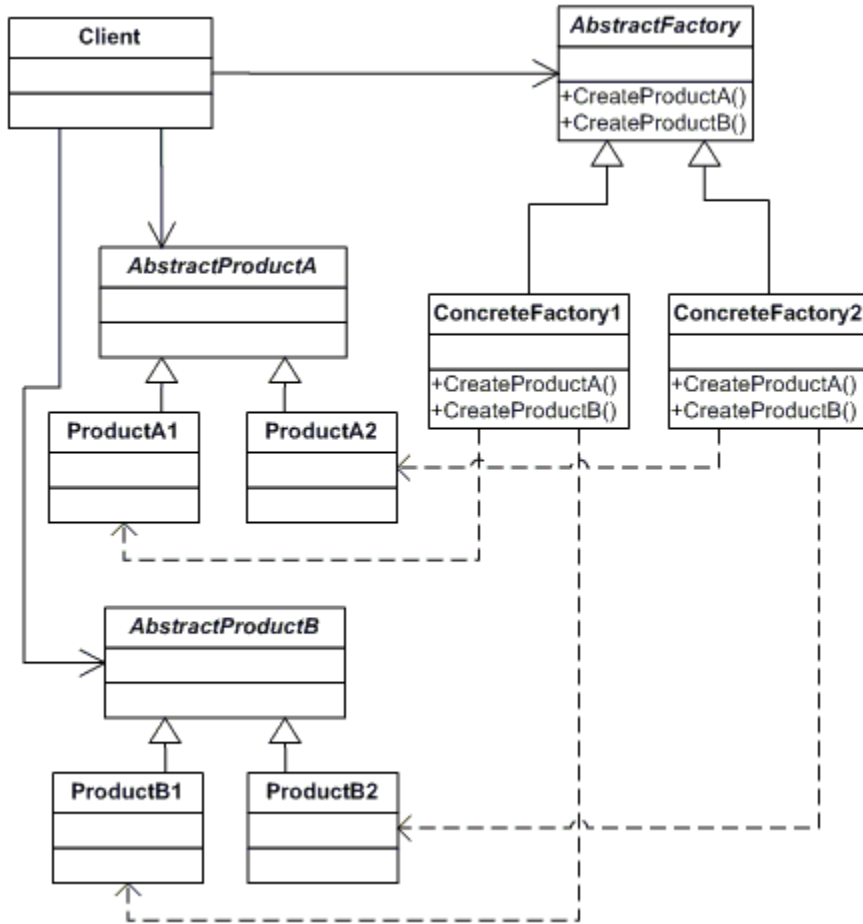 Client
AbstractFactory
+CreateProductA()
+CreateProductB()
AbstractProductA
ConcreteFactory1
+CreateProductA()
+CreateProductB()
ConcreteFactory2
+CreateProductA()
+CreateProductB()
ProductA1
ProductA2
AbstractProductB
ProductB1
ProductB2